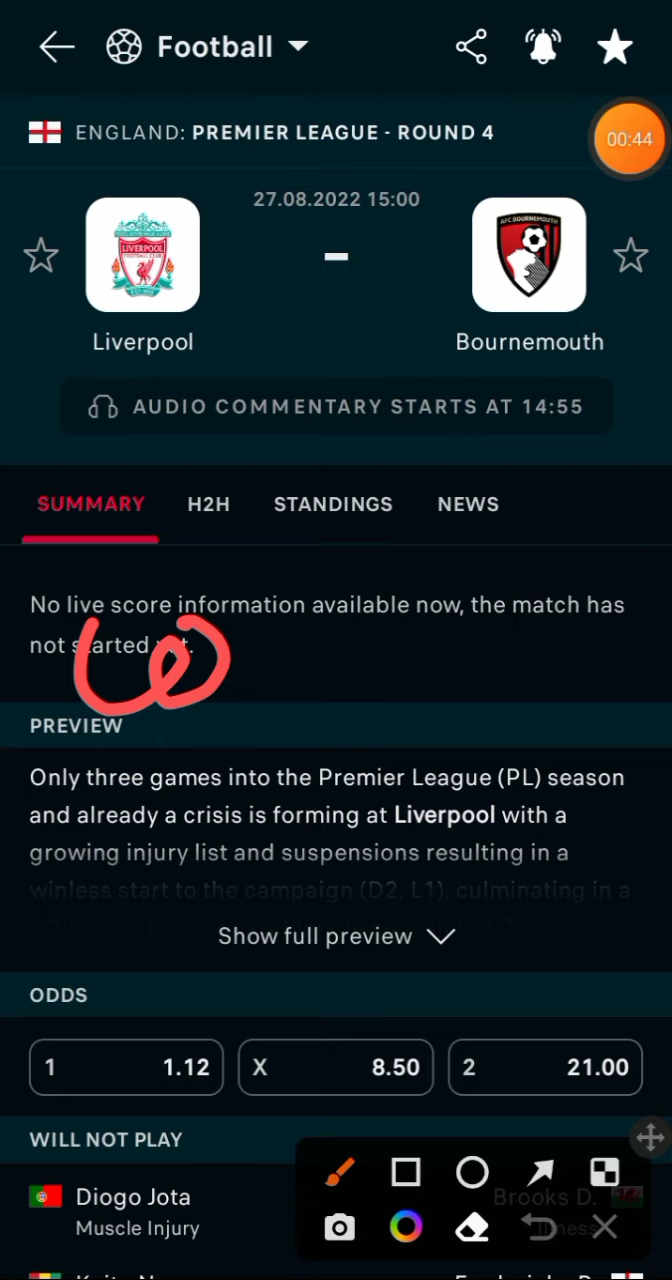 Football
ENGLAND: PREMIER LEAGUE - ROUND 4
00:44
27.08.2022 15:00
AFC BOURNEMOUTH
LIVERPOOL
-
Liverpool
Bournemouth
AUDIO COMMENTARY STARTS AT 14:55
SUMMARY H2H STANDINGS NEWS
No live score information available now, the match has
not started yet.
PREVIEW
Only three games into the Premier League (PL) season
and already a crisis is forming at Liverpool with a
growing injury list and suspensions resulting in a
winless start to the campaign (D2, L1), culminating in a
Show full preview
ODDS
1 1.12 X 8.50 2 21.00
WILL NOT PLAY
Diogo Jota Brooks D.
Muscle Injury Illness